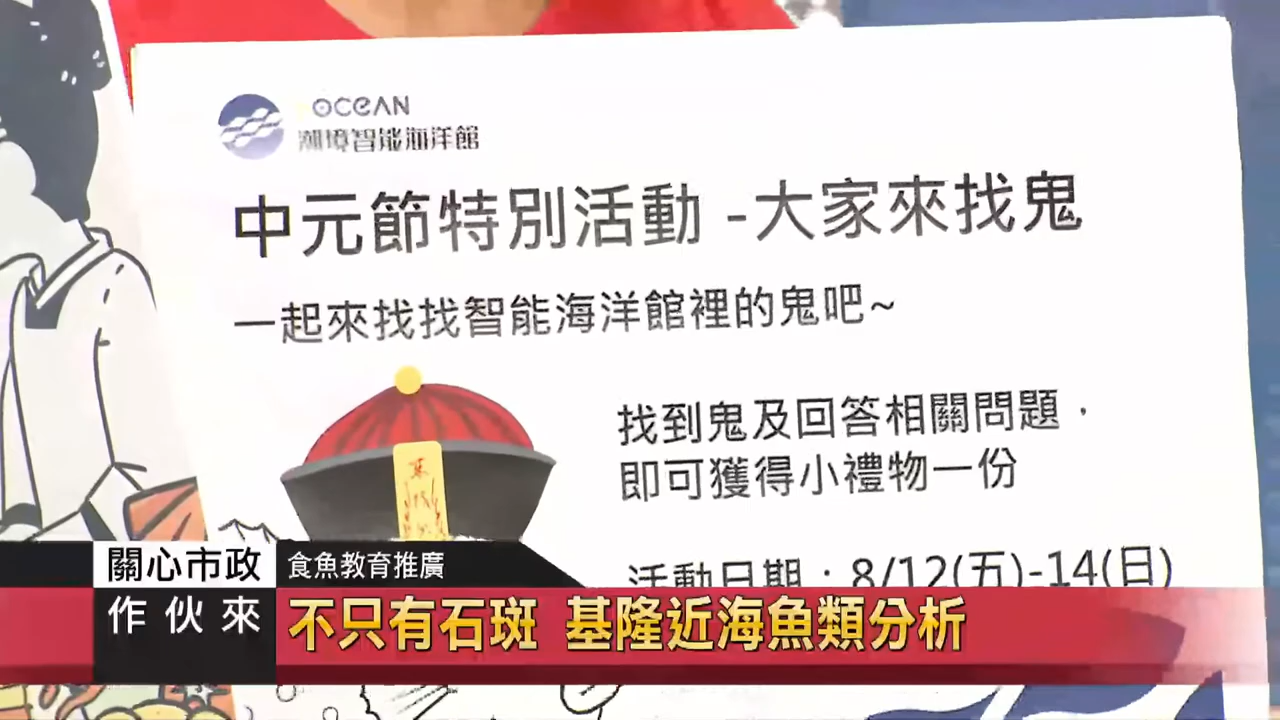 OCEAN
潮境智能海洋館
中元節特別活動 -大家來找鬼
一起來找找智能海洋館裡的鬼吧~
找到鬼及回答相關問題，
即可獲得小禮物一份
活動日期：8/12(五)-14(日)
關心市政
作伙來
食魚教育推廣
不只有石斑 基隆近海魚類分析